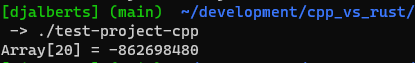 [djalberts] (main) ~/development/cpp_vs_rust/
-> ./test-project-cpp
Array[20] = -862698480